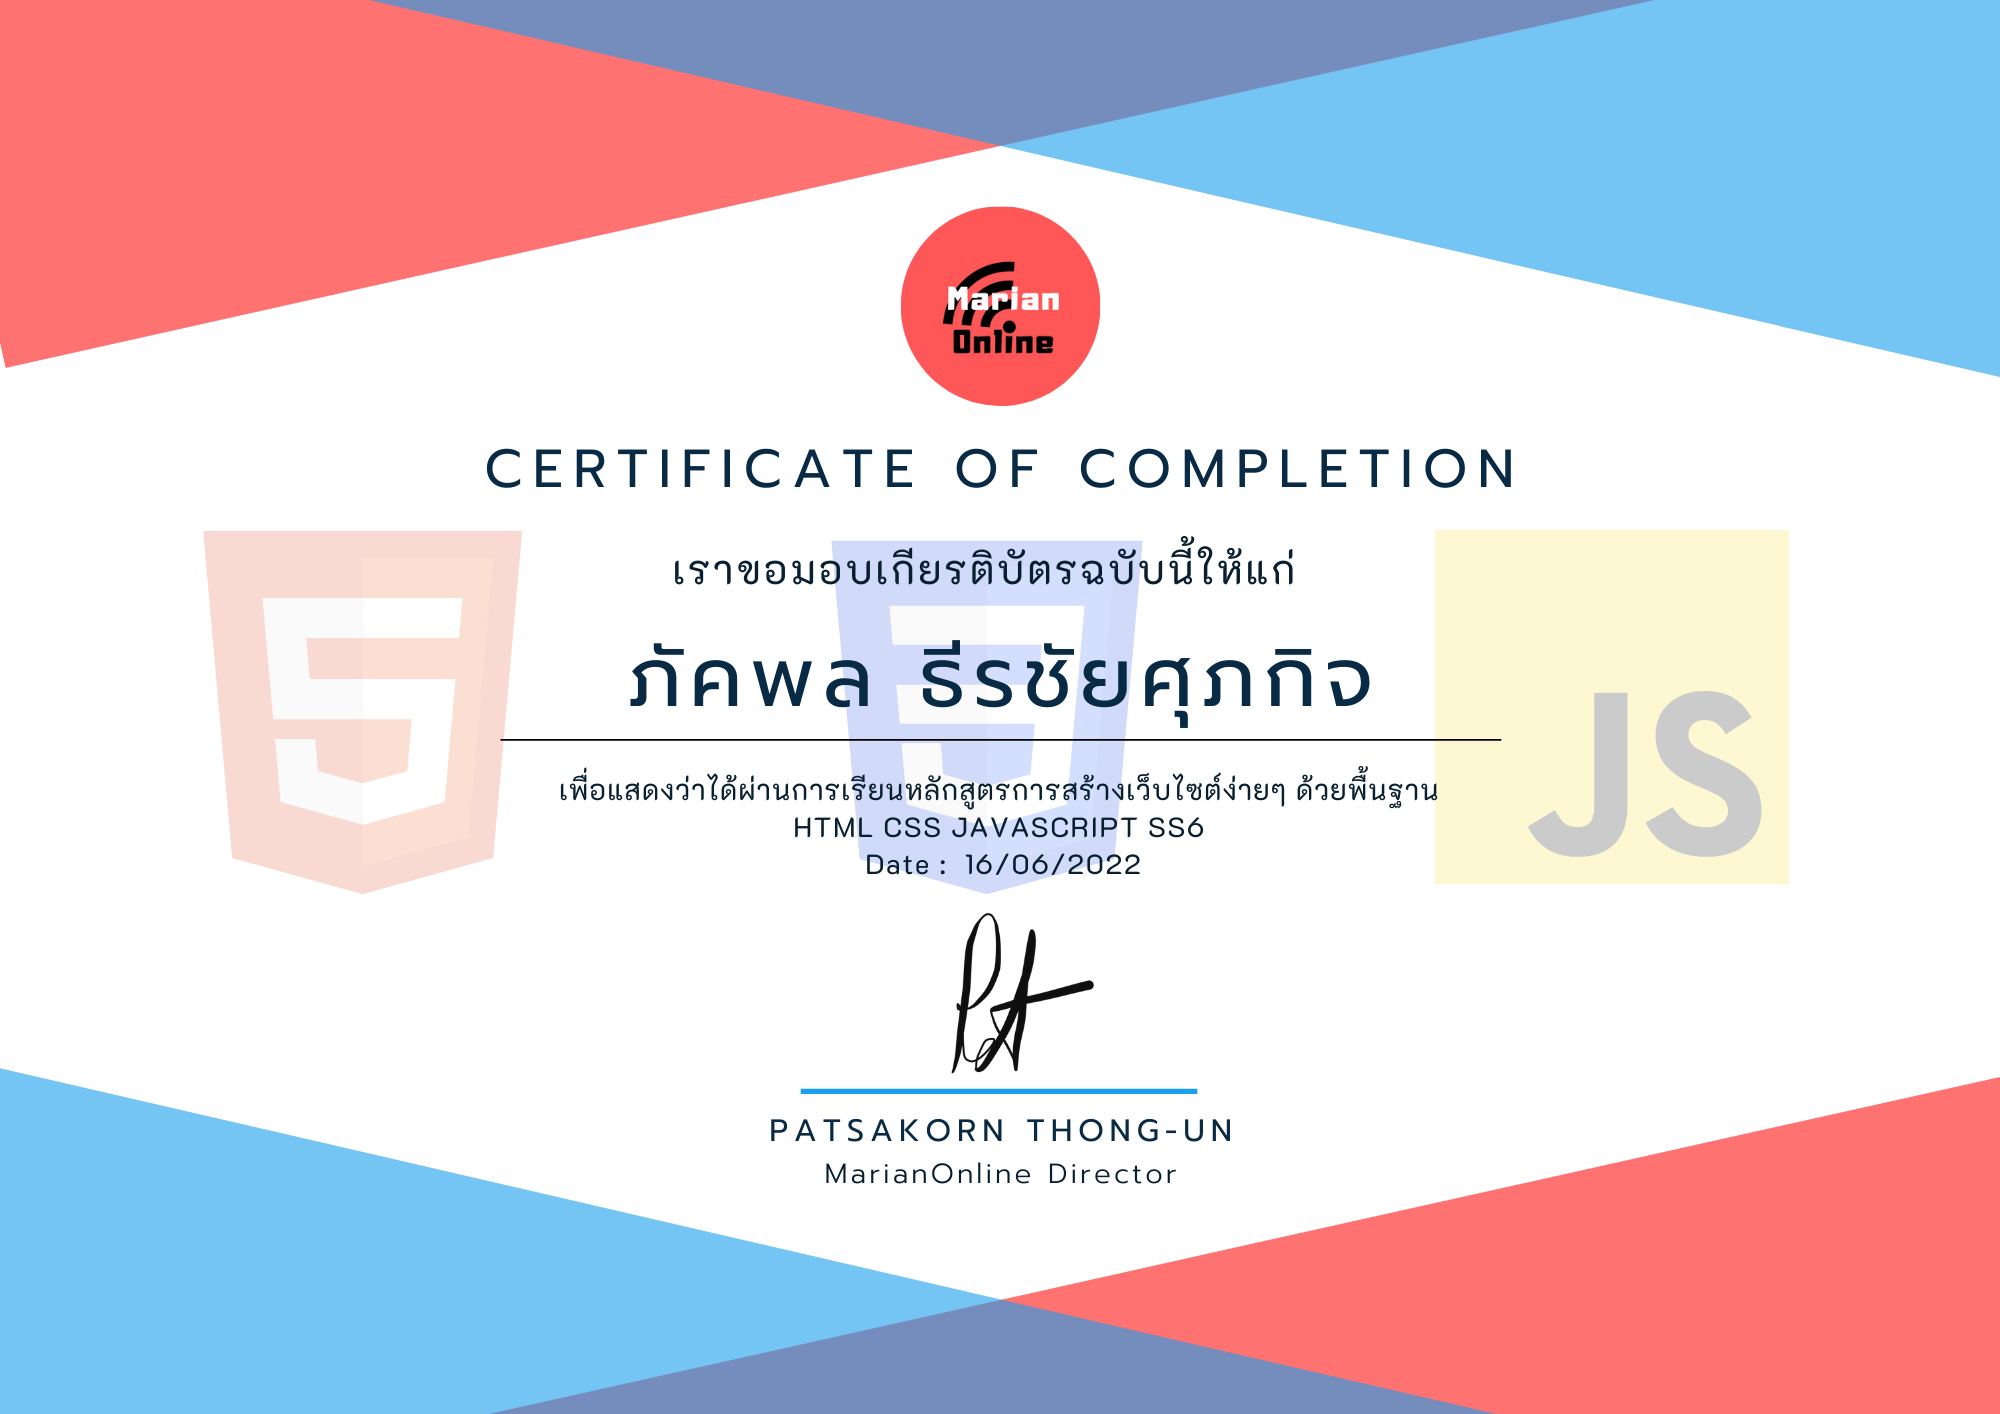 Marian
Online
CERTIFICATE OF COMPLETION
เราขอมอบเกียรติบัตรฉบับนี้ให้แก่
ภัคพล ธีรชัยศุภกิจ
เพื่อแสดงว่าได้ผ่านการเรียนหลักสูตรการสร้างเว็บไซต์ง่ายๆ ด้วยพื้นฐาน
HTML CSS JAVASCRIPT SS6
Date : 16/06/2022
JS
PATSAKORN THONG-UN
MarianOnline Director